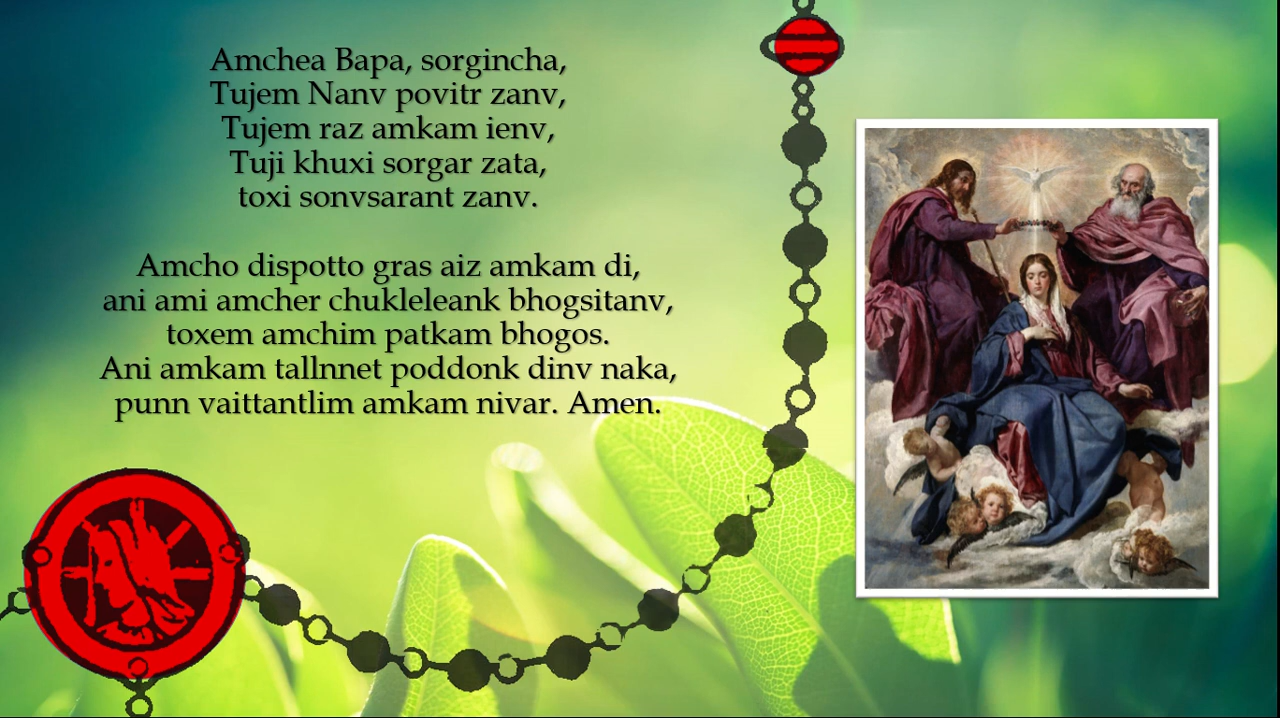 Amchea Bapa, sorgincha,
Tujem Nanv povitr zanv,
Tujem raz amkam ienv,
Tuji khuxi sorgar zata,
toxi sonvsarant zanv.
Amcho dispotto gras aiz amkam di,
ani ami amcher chukleleank bhogsitanv,
toxem amchim patkam bhogos.
Ani amkam tallnnet poddonk dinv naka,
punn vaittantlim amkam nivar. Amen.